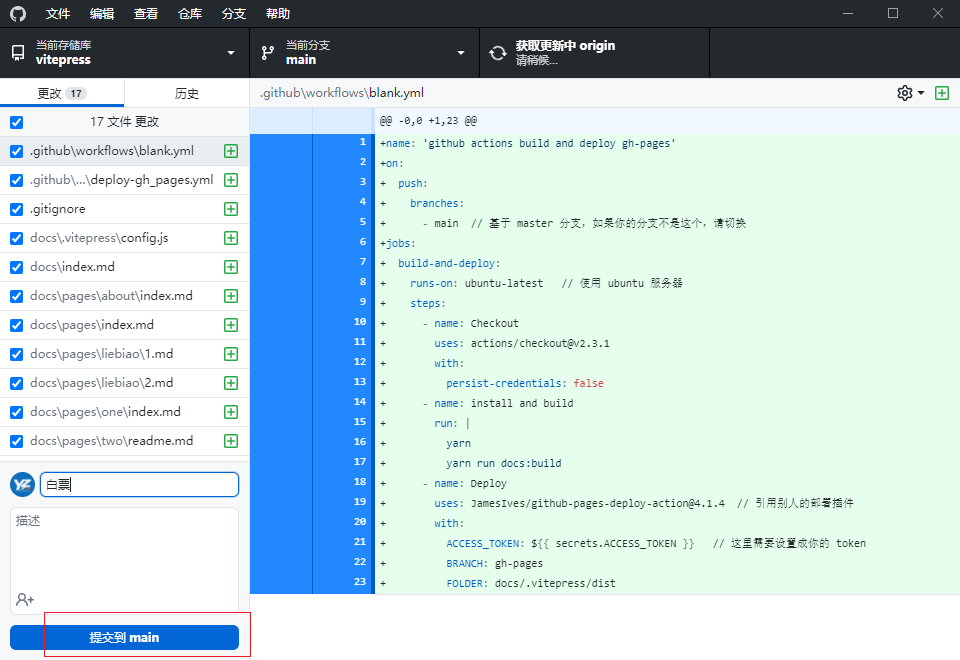 文件 编辑 查看 仓库 分支 帮助
当前存储库
vitepress
当前分支
main
获取更新中 origin
请稍候...
更改 17
历史
17 文件 更改
.github\workflows\blank.yml
.github\...\deploy-gh_pages.yml
.gitignore
docs\.vitepress\config.js
docs\index.md
docs\pages\about\index.md
docs\pages\index.md
docs\pages\liebiao\1.md
docs\pages\liebiao\2.md
docs\pages\one\index.md
docs\pages\two\readme.md
YZ
白票
描述
提交到 main
.github\workflows\blank.yml
@@ -0,0 +1,23 @@
1 +name: 'github actions build and deploy gh-pages'
2 +on:
3 +  push:
4 +    branches:
5 +      - main  // 基于 master 分支，如果你的分支不是这个，请切换
6 +jobs:
7 +  build-and-deploy:
8 +    runs-on: ubuntu-latest   // 使用 ubuntu 服务器
9 +    steps:
10 +      - name: Checkout
11 +        uses: actions/checkout@v2.3.1
12 +        with:
13 +          persist-credentials: false
14 +      - name: install and build
15 +        run: |
16 +          yarn
17 +          yarn run docs:build
18 +      - name: Deploy
19 +        uses: JamesIves/github-pages-deploy-action@4.1.4  // 引用别人的部署插件
20 +        with:
21 +          ACCESS_TOKEN: ${{ secrets.ACCESS_TOKEN }}   // 这里需要设置成你的 token
22 +          BRANCH: gh-pages
23 +          FOLDER: docs/.vitepress/dist